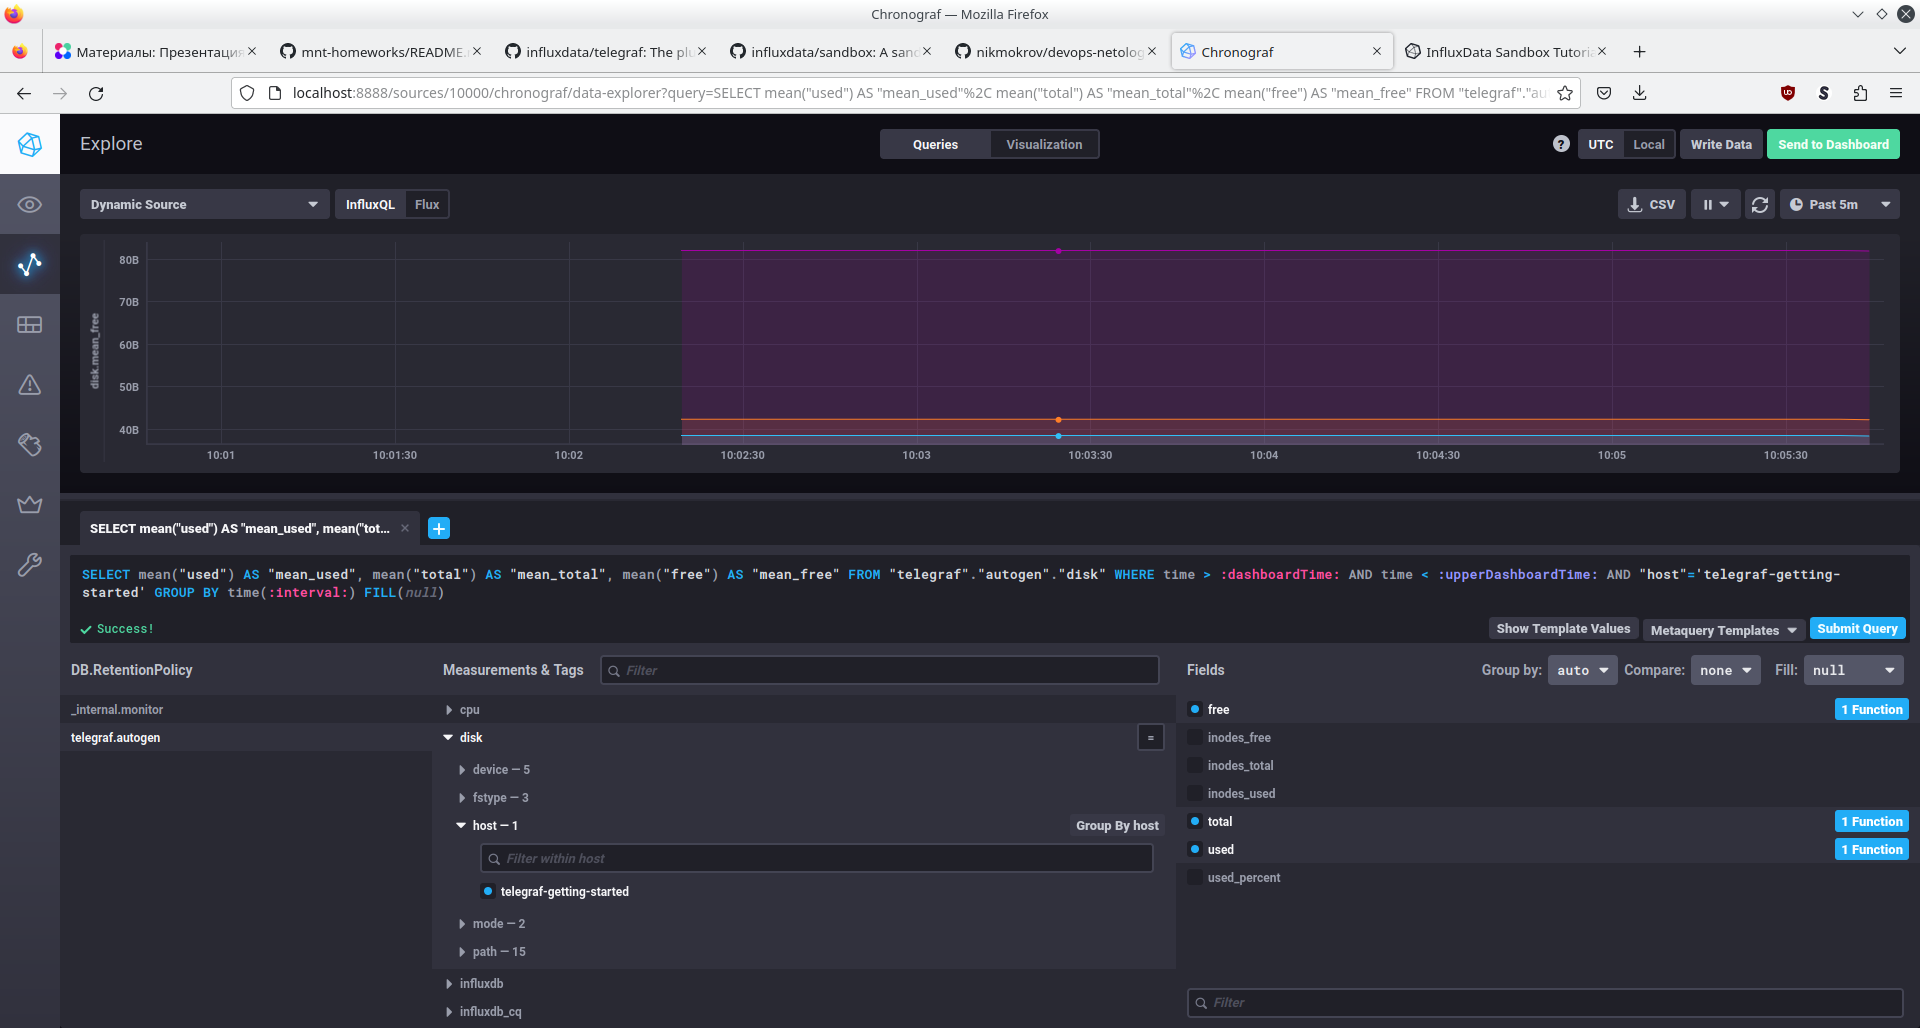 Chronograf — Mozilla Firefox
Материалы: Презентация
mnt-homeworks/README.
influxdata/telegraf: The plu
influxdata/sandbox: A sand
nikmokrov/devops-netolog
Chronograf
InfluxData Sandbox Tutoria
localhost:8888/sources/10000/chronograf/data-explorer?query=SELECT mean("used") AS "mean_used"%2C mean("total") AS "mean_total"%2C mean("free") AS "mean_free" FROM "telegraf"."au
Explore
Queries
Visualization
?
UTC
Local
Write Data
Send to Dashboard
Dynamic Source
InfluxQL
Flux
CSV
Past 5m
disk.mean_free
80B
70B
60B
50B
40B
10:01
10:01:30
10:02
10:02:30
10:03
10:03:30
10:04
10:04:30
10:05
10:05:30
SELECT mean("used") AS "mean_used", mean("tot...
SELECT mean("used") AS "mean_used", mean("total") AS "mean_total", mean("free") AS "mean_free" FROM "telegraf"."autogen"."disk" WHERE time > :dashboardTime: AND time < :upperDashboardTime: AND "host"='telegraf-getting-
started' GROUP BY time(:interval:) FILL(null)
Success!
Show Template Values
Metaquery Templates
Submit Query
DB.RetentionPolicy
Measurements & Tags
Filter
Fields
Group by:
auto
Compare:
none
Fill:
null
_internal.monitor
telegraf.autogen
cpu
disk
=
device — 5
fstype — 3
host — 1
Group By host
Filter within host
telegraf-getting-started
mode — 2
path — 15
influxdb
influxdb_cq
free
1 Function
inodes_free
inodes_total
inodes_used
total
1 Function
used
1 Function
used_percent
Filter